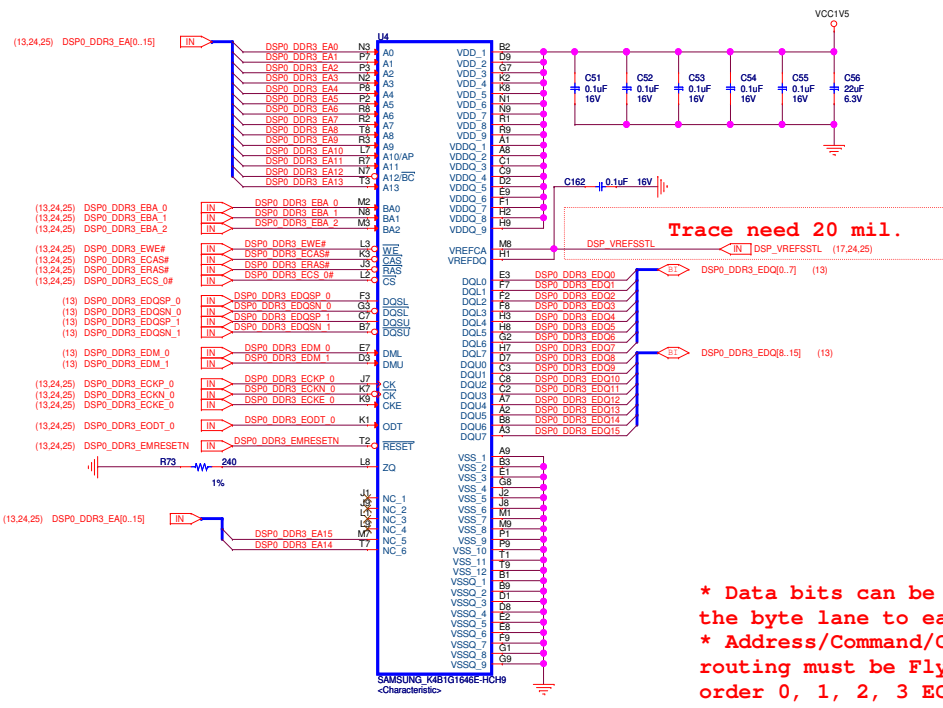 VCC1V5
U4
(13,24,25) DSP0_DDR3_EA[0..15] IN
DSP0_DDR3_EA0 N3 A0
DSP0_DDR3_EA1 P7 A1
DSP0_DDR3_EA2 P3 A2
DSP0_DDR3_EA3 N2 A3
DSP0_DDR3_EA4 P8 A4
DSP0_DDR3_EA5 P2 A5
DSP0_DDR3_EA6 R8 A6
DSP0_DDR3_EA7 R2 A7
DSP0_DDR3_EA8 T8 A8
DSP0_DDR3_EA9 R3 A9
DSP0_DDR3_EA10 L7 A10/AP
DSP0_DDR3_EA11 R7 A11
DSP0_DDR3_EA12 N7 A12/BC
DSP0_DDR3_EA13 T3 A13
(13,24,25) DSP0_DDR3_EBA_0 IN DSP0_DDR3_EBA_0 M2 BA0
(13,24,25) DSP0_DDR3_EBA_1 IN DSP0_DDR3_EBA_1 N8 BA1
(13,24,25) DSP0_DDR3_EBA_2 IN DSP0_DDR3_EBA_2 M3 BA2
(13,24,25) DSP0_DDR3_EWE# IN DSP0_DDR3_EWE# L3 WE
(13,24,25) DSP0_DDR3_ECAS# IN DSP0_DDR3_ECAS# K3 CAS
(13,24,25) DSP0_DDR3_ERAS# IN DSP0_DDR3_ERAS# J3 RAS
(13,24,25) DSP0_DDR3_ECS_0# IN DSP0_DDR3_ECS_0# L2 CS
(13) DSP0_DDR3_EDQSP_0 IN DSP0_DDR3_EDQSP_0 F3 DQSL
(13) DSP0_DDR3_EDQSN_0 IN DSP0_DDR3_EDQSN_0 G3 DQSL
(13) DSP0_DDR3_EDQSP_1 IN DSP0_DDR3_EDQSP_1 C7 DQSU
(13) DSP0_DDR3_EDQSN_1 IN DSP0_DDR3_EDQSN_1 B7 DQSU
(13) DSP0_DDR3_EDM_0 IN DSP0_DDR3_EDM_0 E7 DML
(13) DSP0_DDR3_EDM_1 IN DSP0_DDR3_EDM_1 D3 DMU
(13,24,25) DSP0_DDR3_ECKP_0 IN DSP0_DDR3_ECKP_0 J7 CK
(13,24,25) DSP0_DDR3_ECKN_0 IN DSP0_DDR3_ECKN_0 K7 CK
(13,24,25) DSP0_DDR3_ECKE_0 IN DSP0_DDR3_ECKE_0 K9 CKE
(13,24,25) DSP0_DDR3_EODT_0 IN DSP0_DDR3_EODT_0 K1 ODT
(13,24,25) DSP0_DDR3_EMRESETN IN DSP0_DDR3_EMRESETN T2 RESET
R73 240 L8 ZQ
1%
J1 NC_1
NC_2
NC_3
NC_4
(13,24,25) DSP0_DDR3_EA[0..15] IN
DSP0_DDR3_EA15 M7 NC_5
DSP0_DDR3_EA14 T7 NC_6
VDD_1 B2
VDD_2 D9
VDD_3 G7
VDD_4 K2
VDD_5 K8
VDD_6 N1
VDD_7 N9
VDD_8 R1
VDD_9 R9
VDDQ_1
VDDQ_2 A8
VDDQ_3 C1
VDDQ_4 C9
VDDQ_5 D2
VDDQ_6 E9
VDDQ_7 F1
VDDQ_8 H2
VDDQ_9 H9
C51 0.1uF 16V
C52 0.1uF 16V
C53 0.1uF 16V
C54 0.1uF 16V
C55 0.1uF 16V
C56 22uF 6.3V
C162 0.1uF 16V
Trace need 20 mil.
VREFCA M8 DSP_VREFSSTL IN DSP_VREFSSTL (17,24,25)
VREFDQ H1
DQL0 E3 DSP0_DDR3_EDQ0
DQL1 F7 DSP0_DDR3_EDQ1
DQL2 F2 DSP0_DDR3_EDQ2
DQL3 F8 DSP0_DDR3_EDQ3
DQL4 H3 DSP0_DDR3_EDQ4
DQL5 H8 DSP0_DDR3_EDQ5
DQL6 G2 DSP0_DDR3_EDQ6
DQL7 H7 DSP0_DDR3_EDQ7
BI DSP0_DDR3_EDQ[0..7] (13)
DQU0 D7 DSP0_DDR3_EDQ8
DQU1 C3 DSP0_DDR3_EDQ9
DQU2 C8 DSP0_DDR3_EDQ10
DQU3 C2 DSP0_DDR3_EDQ11
DQU4 A7 DSP0_DDR3_EDQ12
DQU5 A2 DSP0_DDR3_EDQ13
DQU6 B8 DSP0_DDR3_EDQ14
DQU7 A3 DSP0_DDR3_EDQ15
BI DSP0_DDR3_EDQ[8..15] (13)
VSS_1 A9
VSS_2 B3
VSS_3 E1
VSS_4 G8
VSS_5 J2
VSS_6 J8
VSS_7 M1
VSS_8 M9
VSS_9 P1
VSS_10 P9
VSS_11 T1
VSS_12 T9
VSSQ_1 B1
VSSQ_2 B9
VSSQ_3 D1
VSSQ_4 D8
VSSQ_5 E2
VSSQ_6 E8
VSSQ_7 F9
VSSQ_8 G1
VSSQ_9 G9
SAMSUNG_K4B1G1646E-HCH9
<Characteristic>
* Data bits can be
the byte lane to ea
* Address/Command/C
routing must be Fly
order 0, 1, 2, 3 EC